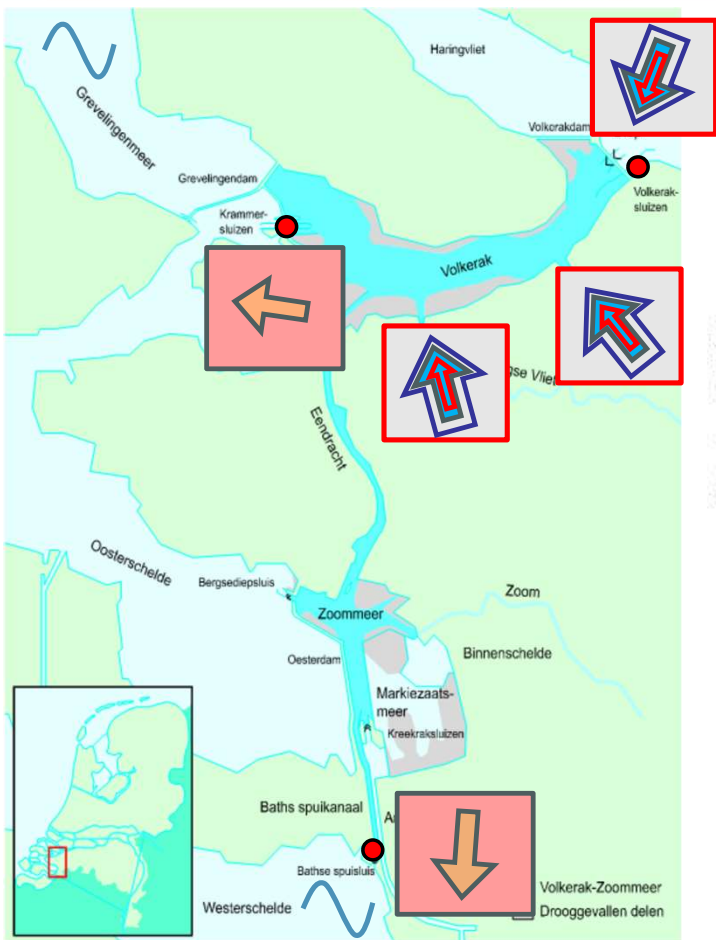 Haringvliet
Grevelingenmeer
Volkerakdam
Grevelingendam
Volkerak-
sluizen
Krammer-
sluizen
Volkerak
gse Vliet
Eendracht
Oosterschelde
Bergsediepsluis
Zoommeer
Zoom
Oesterdam
Binnenschelde
Markiezaats-
meer
Kreekraksluizen
Baths spuikanaal
Bathse spuisluis
Westerschelde
Volkerak-Zoommeer
Drooggevallen delen